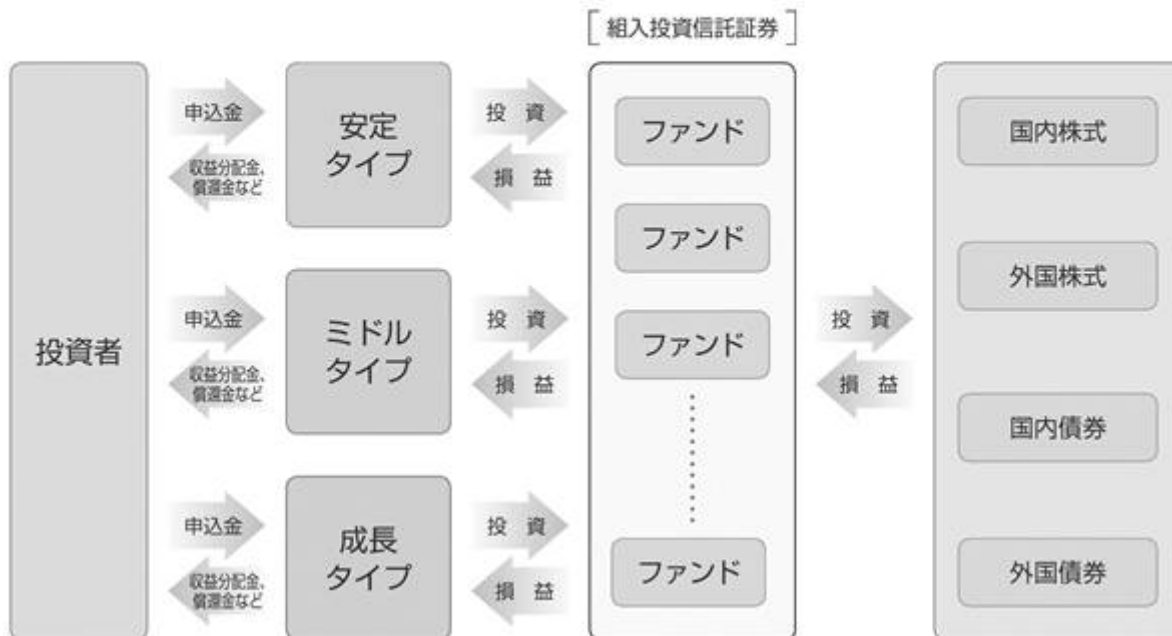 [組入投資信託証券]
投資者
申込金
収益分配金、
償還金など
安定
タイプ
投 資
損 益
申込金
収益分配金、
償還金など
ミドル
タイプ
投 資
損 益
申込金
収益分配金、
償還金など
成長
タイプ
投 資
損 益
ファンド
ファンド
ファンド
ファンド
投 資
損 益
国内株式
外国株式
国内債券
外国債券